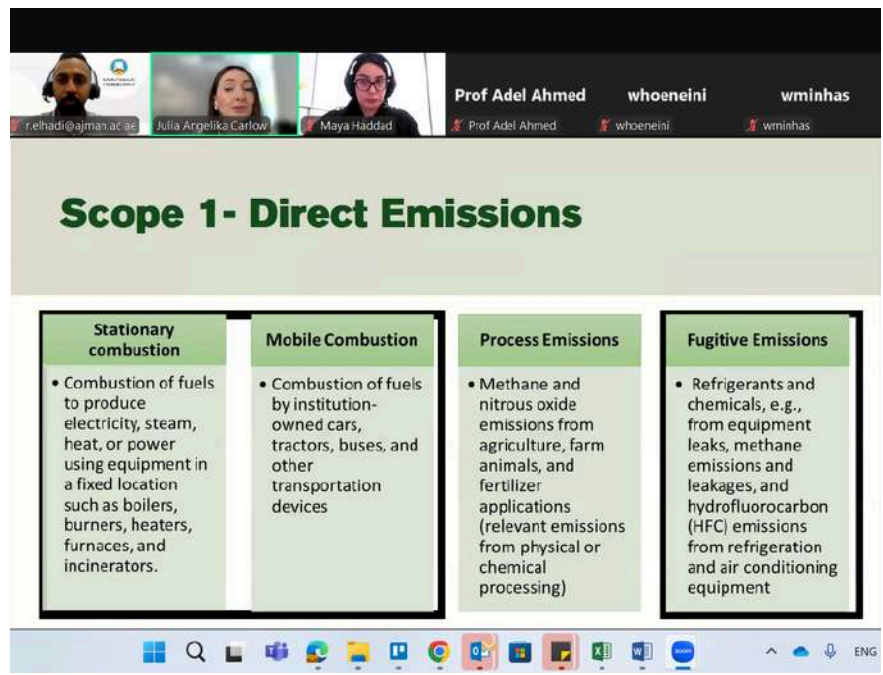 Prof Adel Ahmed
whoeneini
wminhas
r.elhadi@ajman.ac.ae
Julia Angelika Carlow
Maya Haddad
Prof Adel Ahmed
whoeneini
wminhas
Scope 1- Direct Emissions
Stationary
combustion
• Combustion of fuels
to produce
electricity, steam,
heat, or power
using equipment in
a fixed location
such as boilers,
burners, heaters,
furnaces, and
incinerators.
Mobile Combustion
• Combustion of fuels
by institution-
owned cars,
tractors, buses, and
other
transportation
devices
Process Emissions
• Methane and
nitrous oxide
emissions from
agriculture, farm
animals, and
fertilizer
applications
(relevant emissions
from physical or
chemical
processing)
Fugitive Emissions
• Refrigerants and
chemicals, e.g.,
from equipment
leaks, methane
emissions and
leakages, and
hydrofluorocarbon
(HFC) emissions
from refrigeration
and air conditioning
equipment
zoom
ENG